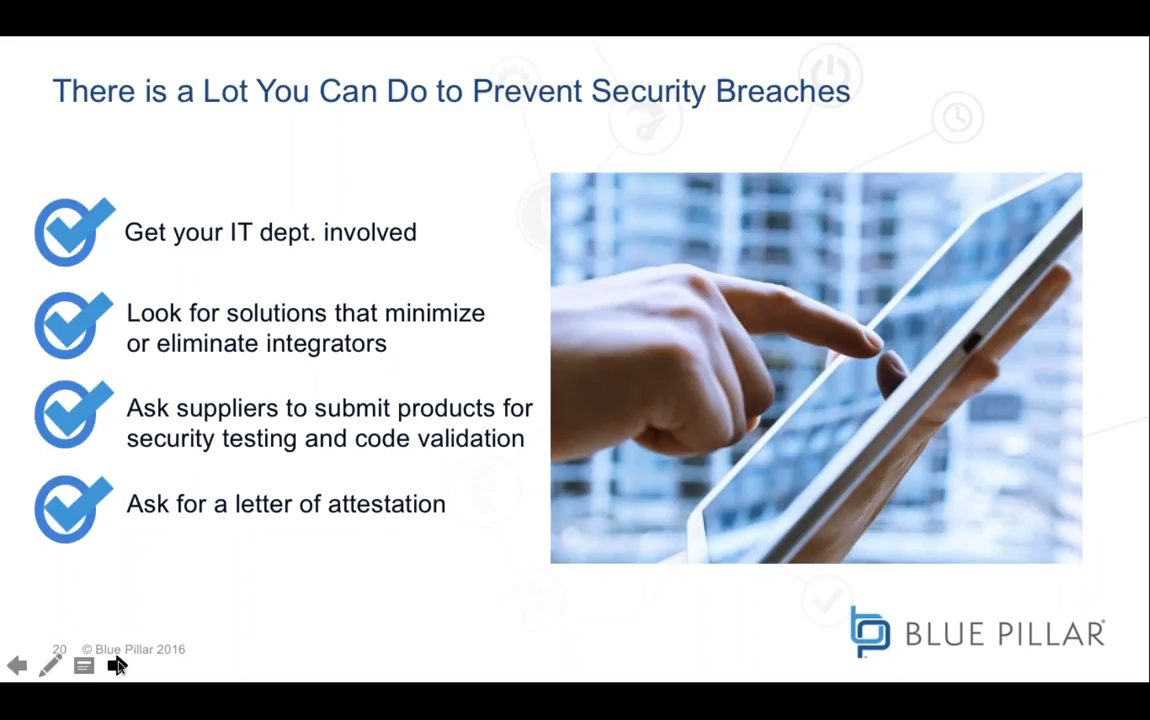 There is a Lot You Can Do to Prevent Security Breaches
Get your IT dept. involved
Look for solutions that minimize
or eliminate integrators
Ask suppliers to submit products for
security testing and code validation
Ask for a letter of attestation
20 © Blue Pillar 2016
BLUE PILLAR®